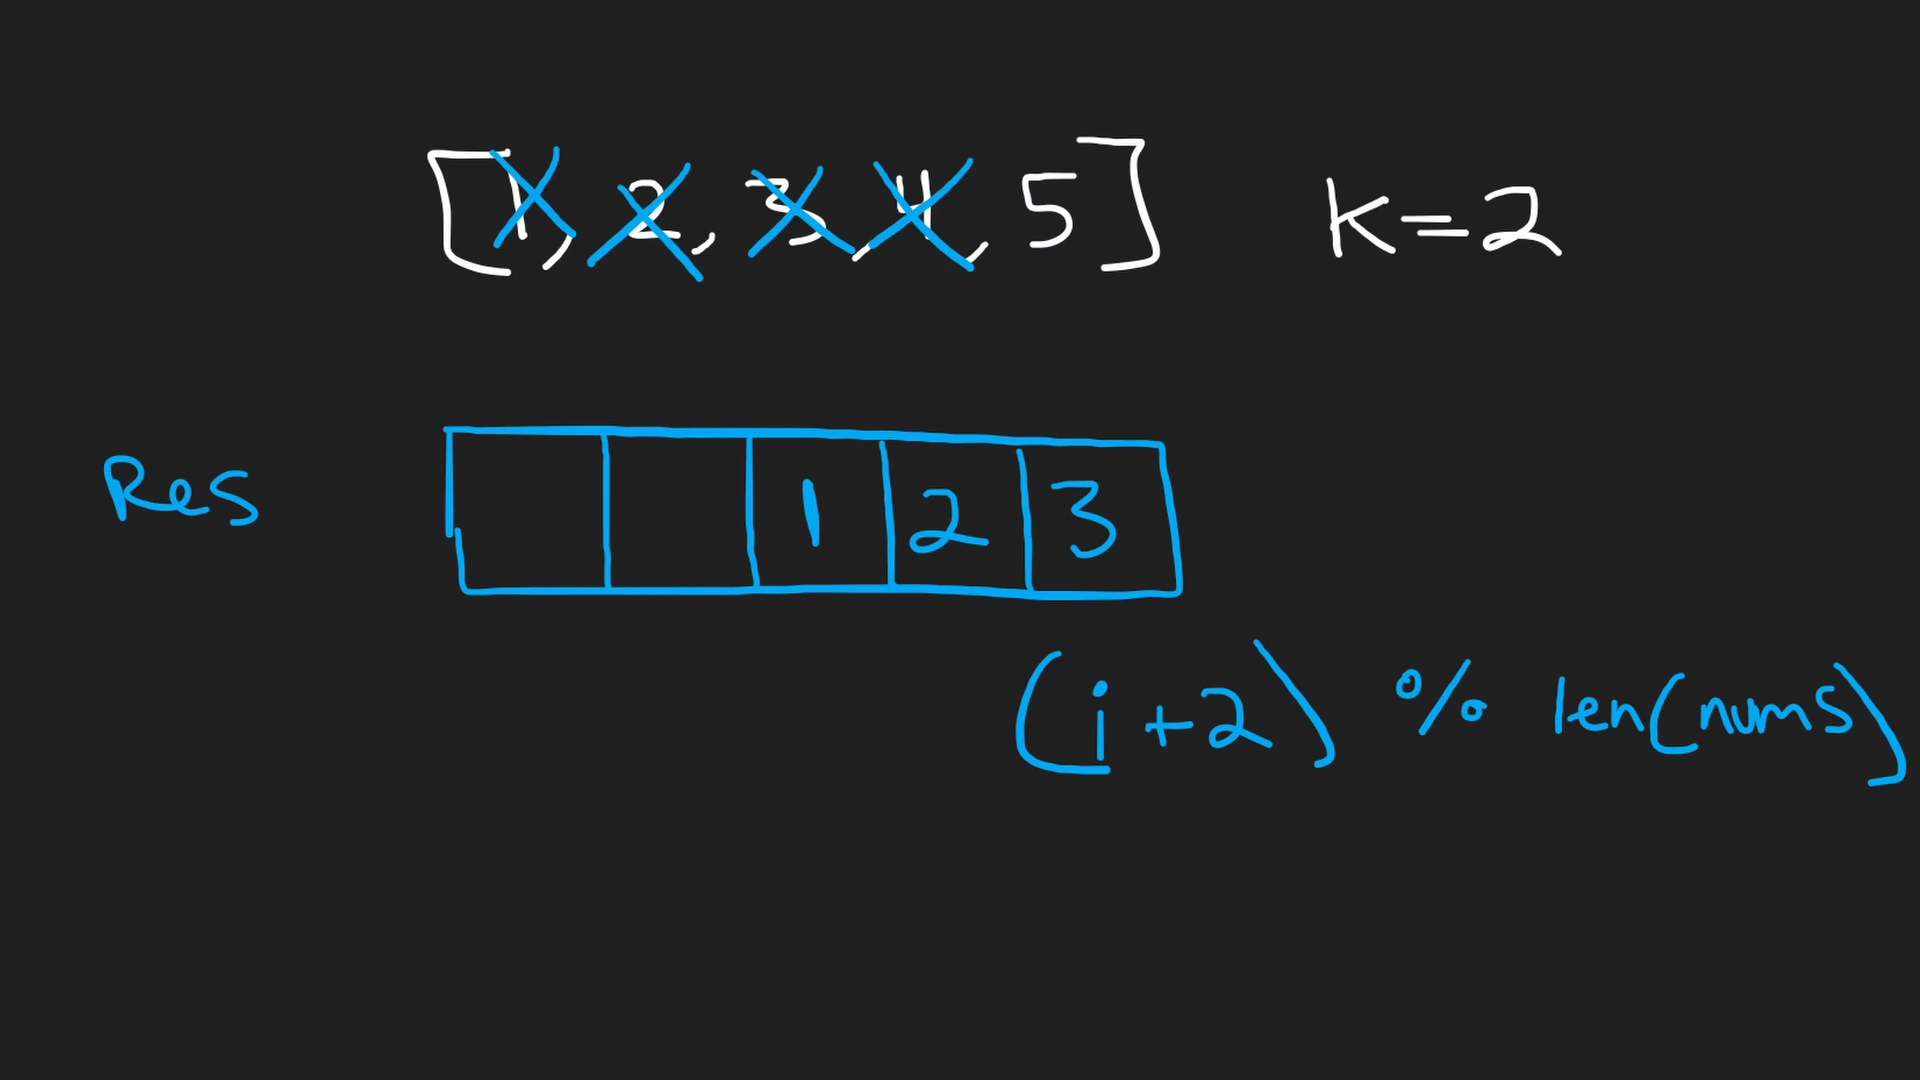 [1, 2, 3, 4, 5] K=2
Res 1 2 3
(i+2) % len(nums)